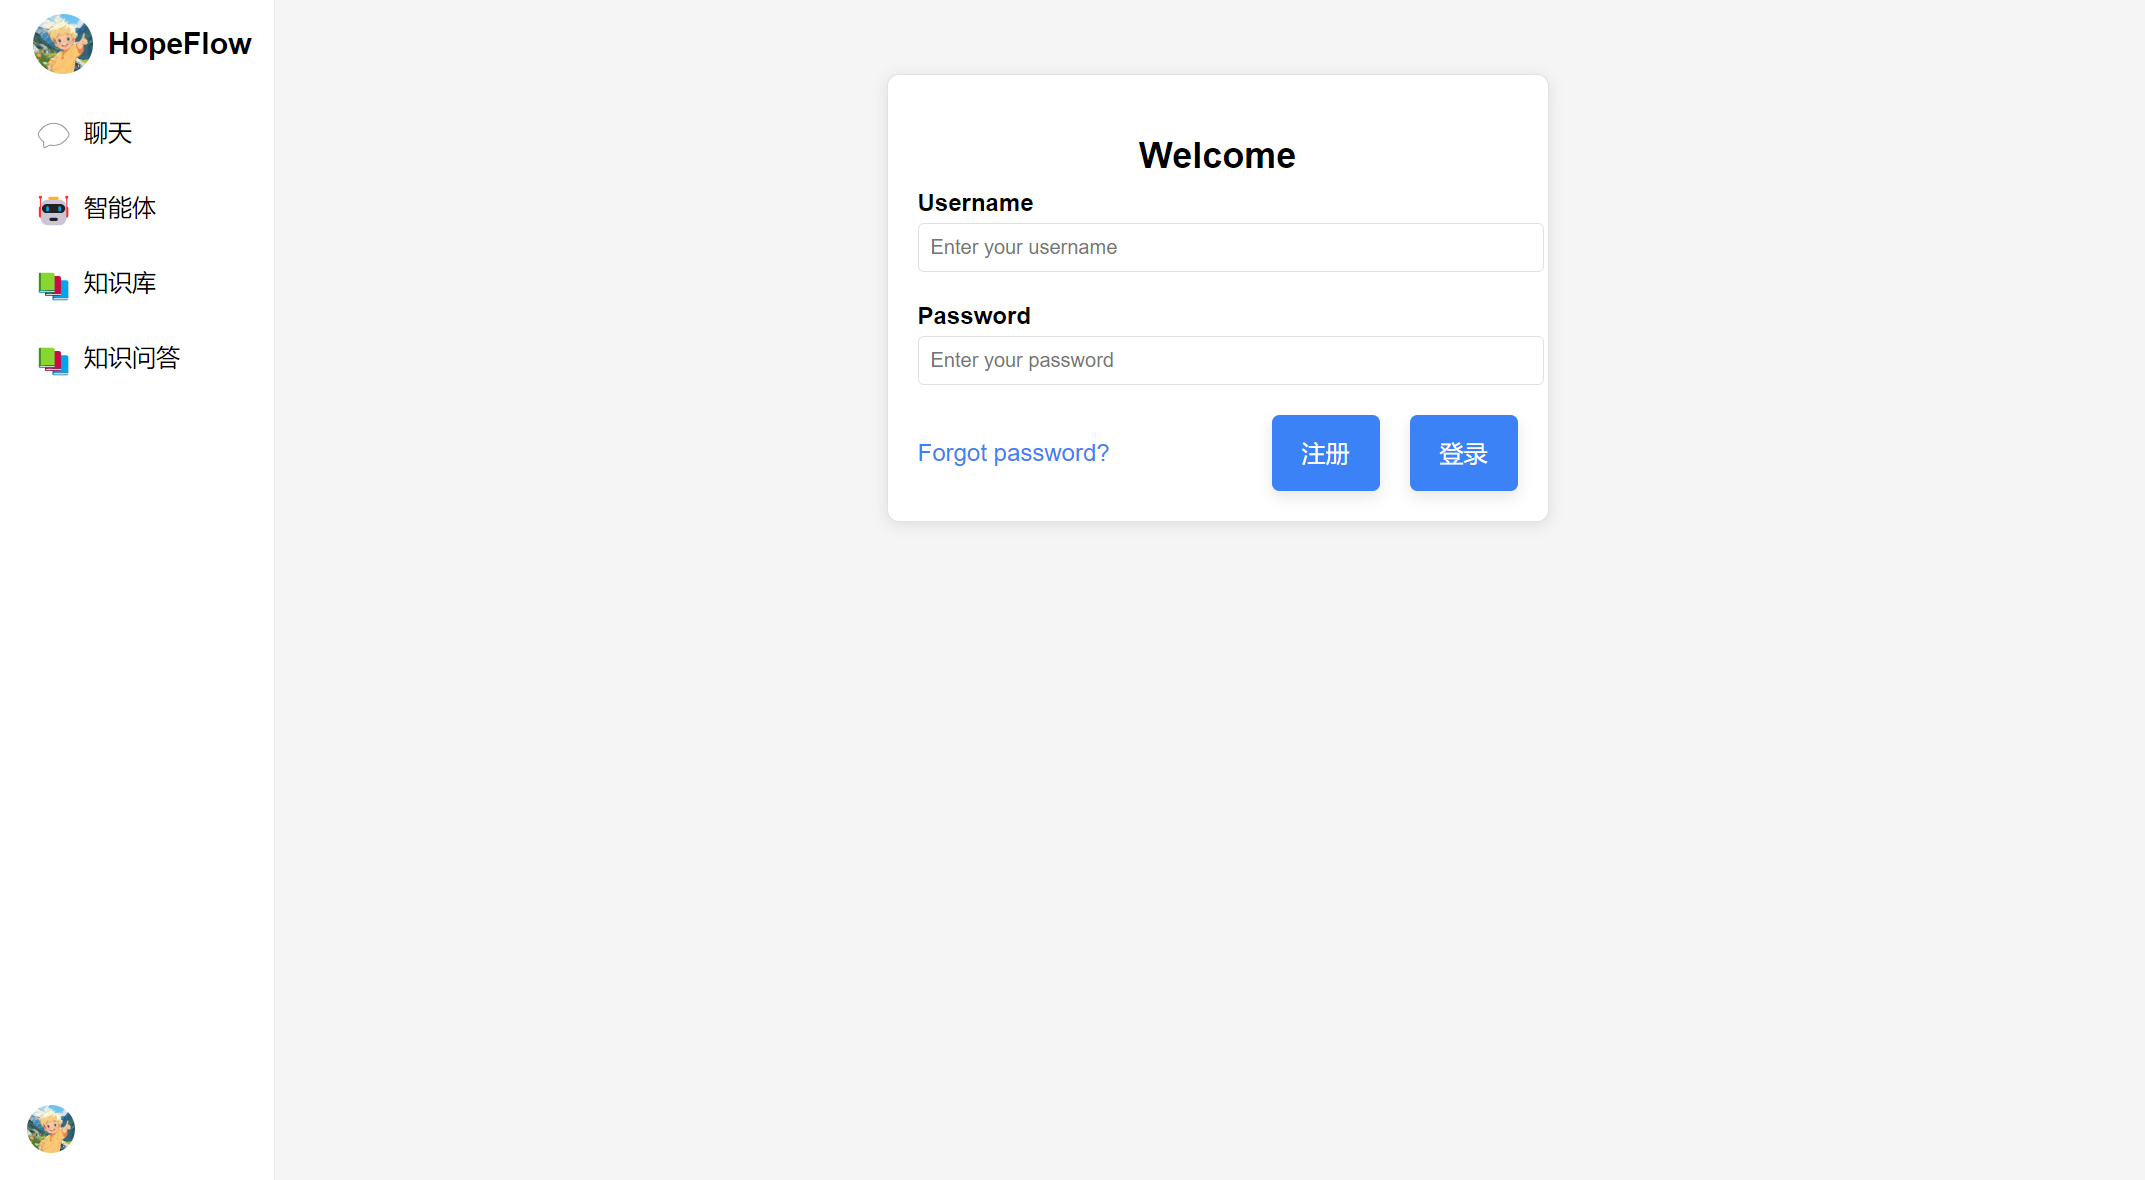 HopeFlow
聊天
智能体
知识库
知识问答
Welcome
Username
Enter your username
Password
Enter your password
Forgot password?
注册
登录